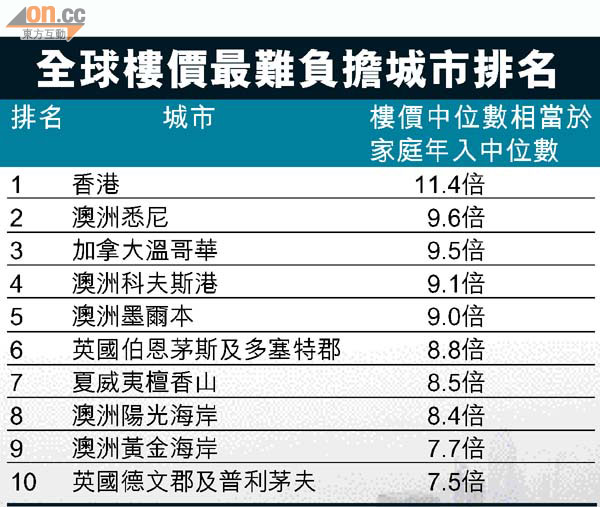 on.cc
東方互動
全球樓價最難負擔城市排名
排名 城市 樓價中位數相當於
家庭年入中位數
1 香港 11.4倍
2 澳洲悉尼 9.6倍
3 加拿大溫哥華 9.5倍
4 澳洲科夫斯港 9.1倍
5 澳洲墨爾本 9.0倍
6 英國伯恩茅斯及多塞特郡 8.8倍
7 夏威夷檀香山 8.5倍
8 澳洲陽光海岸 8.4倍
9 澳洲黃金海岸 7.7倍
10 英國德文郡及普利茅夫 7.5倍